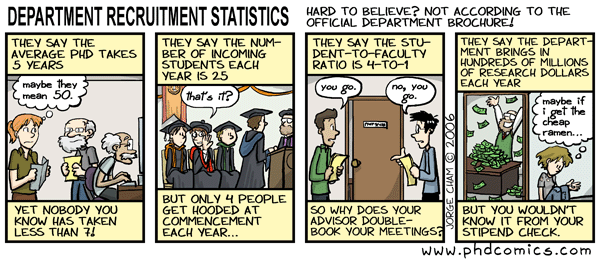 DEPARTMENT RECRUITMENT STATISTICS
HARD TO BELIEVE? NOT ACCORDING TO THE
OFFICIAL DEPARTMENT BROCHURE!
THEY SAY THE
AVERAGE PHD TAKES
5 YEARS
maybe they
mean 50.
YET NOBODY YOU
KNOW HAS TAKEN
LESS THAN 7!
THEY SAY THE NUM-
BER OF INCOMING
STUDENTS EACH
YEAR IS 25
that's it?
BUT ONLY 4 PEOPLE
GET HOODED AT
COMMENCEMENT
EACH YEAR...
THEY SAY THE STU-
DENT-TO-FACULTY
RATIO IS 4-TO-1
you go.
no, you
go.
SO WHY DOES YOUR
ADVISOR DOUBLE-
BOOK YOUR MEETINGS?
JORGE CHAM © 2006
THEY SAY THE DEPART-
MENT BRINGS IN
HUNDREDS OF MILLIONS
OF RESEARCH DOLLARS
EACH YEAR
maybe if
i get the
cheap
ramen...
BUT YOU WOULDN'T
KNOW IT FROM YOUR
STIPEND CHECK.
www.phdcomics.com